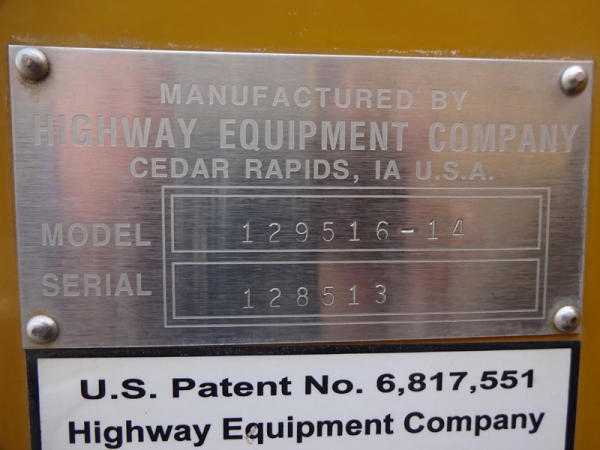 MANUFACTURED BY
HIGHWAY EQUIPMENT COMPANY
CEDAR RAPIDS, IA U.S.A.
MODEL 129516-14
SERIAL 128513
U.S. Patent No. 6,817,551
Highway Equipment Company